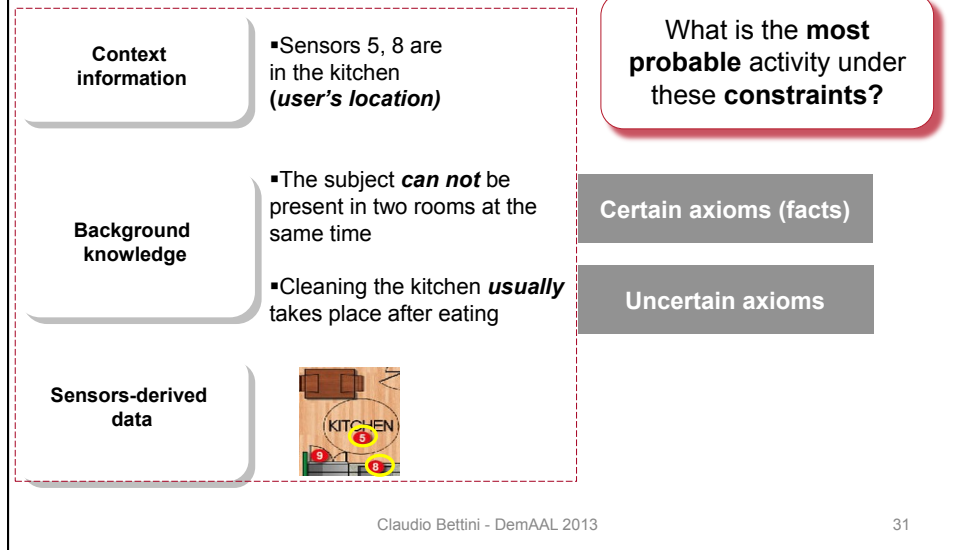 Context
information
▪Sensors 5, 8 are
in the kitchen
(user's location)
What is the most
probable activity under
these constraints?
Background
knowledge
▪The subject can not be
present in two rooms at the
same time
▪Cleaning the kitchen usually
takes place after eating
Certain axioms (facts)
Uncertain axioms
Sensors-derived
data
KITCHEN
5
9
8
Claudio Bettini - DemAAL 2013
31